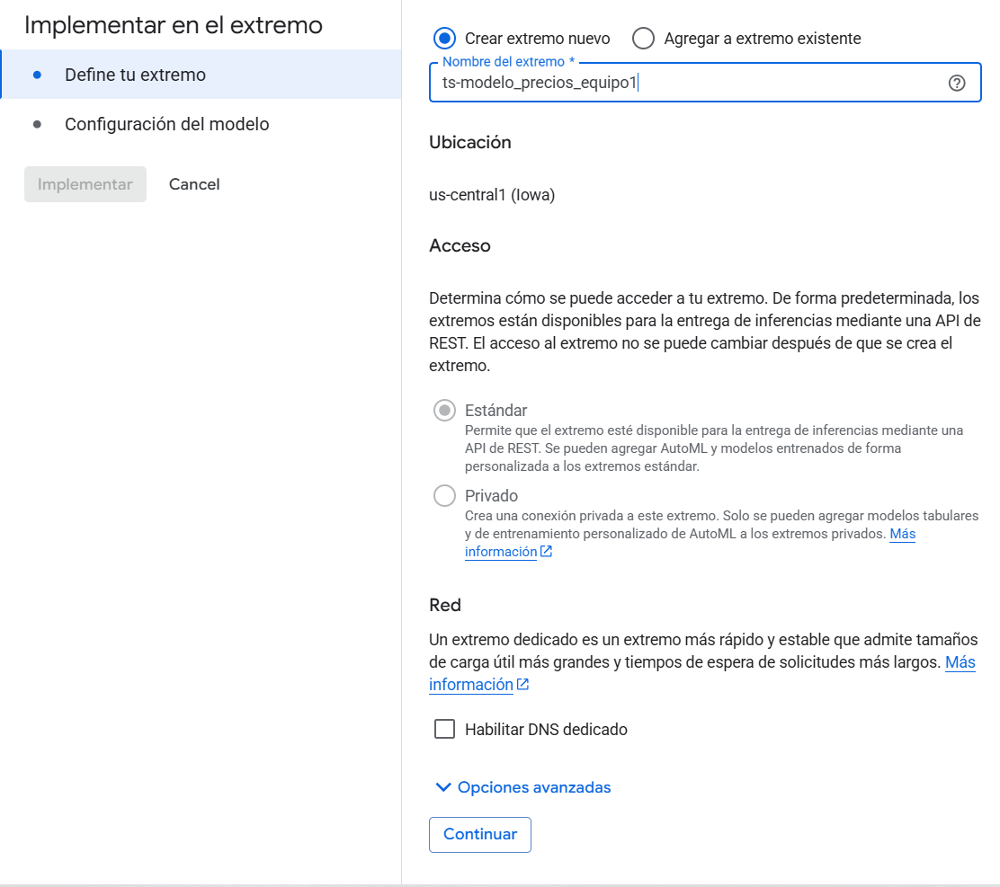 Implementar en el extremo
Define tu extremo
Configuración del modelo
Implementar
Cancel
Crear extremo nuevo
Agregar a extremo existente
Nombre del extremo *
ts-modelo_precios_equipo1
Ubicación
us-central1 (Iowa)
Acceso
Determina cómo se puede acceder a tu extremo. De forma predeterminada, los
extremos están disponibles para la entrega de inferencias mediante una API de
REST. El acceso al extremo no se puede cambiar después de que se crea el
extremo.
Estándar
Permite que el extremo esté disponible para la entrega de inferencias mediante una
API de REST. Se pueden agregar AutoML y modelos entrenados de forma
personalizada a los extremos estándar.
Privado
Crea una conexión privada a este extremo. Solo se pueden agregar modelos tabulares
y de entrenamiento personalizado de AutoML a los extremos privados. Más
información
Red
Un extremo dedicado es un extremo más rápido y estable que admite tamaños
de carga útil más grandes y tiempos de espera de solicitudes más largos. Más
información
Habilitar DNS dedicado
Opciones avanzadas
Continuar